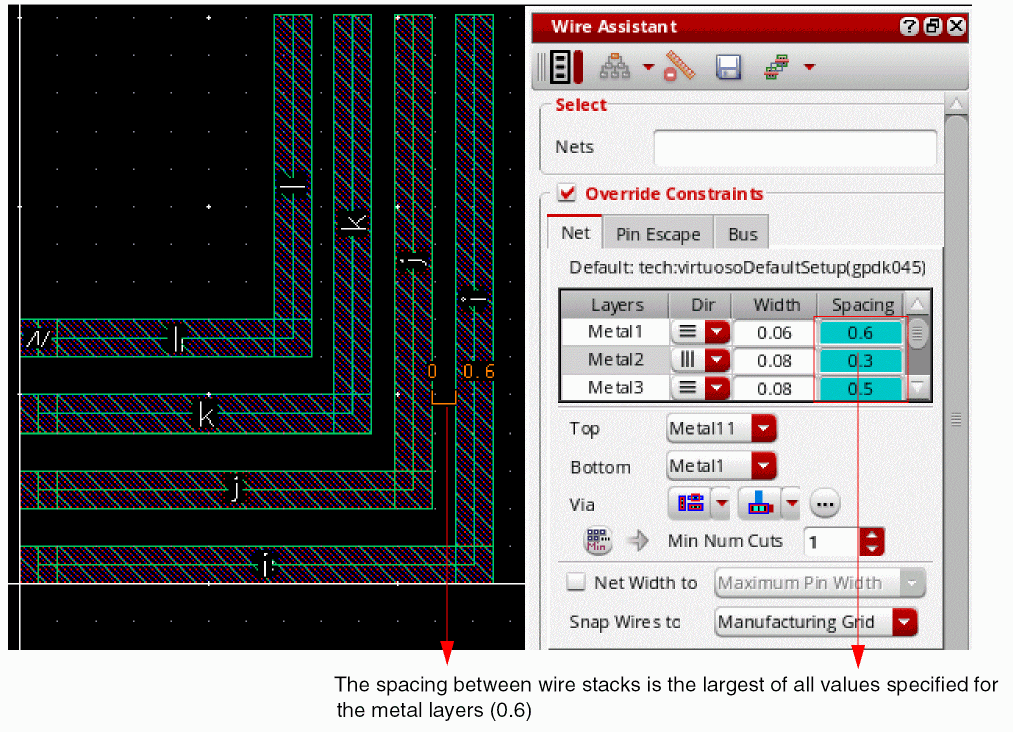 Wire Assistant
Select
Nets
Override Constraints
Net
Pin Escape
Bus
Default: tech:virtuosoDefaultSetup(gpdk045)
Layers Dir Width Spacing
Metal1 0.06 0.6
Metal2 0.08 0.3
Metal3 0.08 0.5
Top Metal11
Bottom Metal1
Via ...
Min Min Num Cuts 1
Net Width to Maximum Pin Width
Snap Wires to Manufacturing Grid
l
k
j
i
h
k
j
i
0 0.6
The spacing between wire stacks is the largest of all values specified for
the metal layers (0.6)